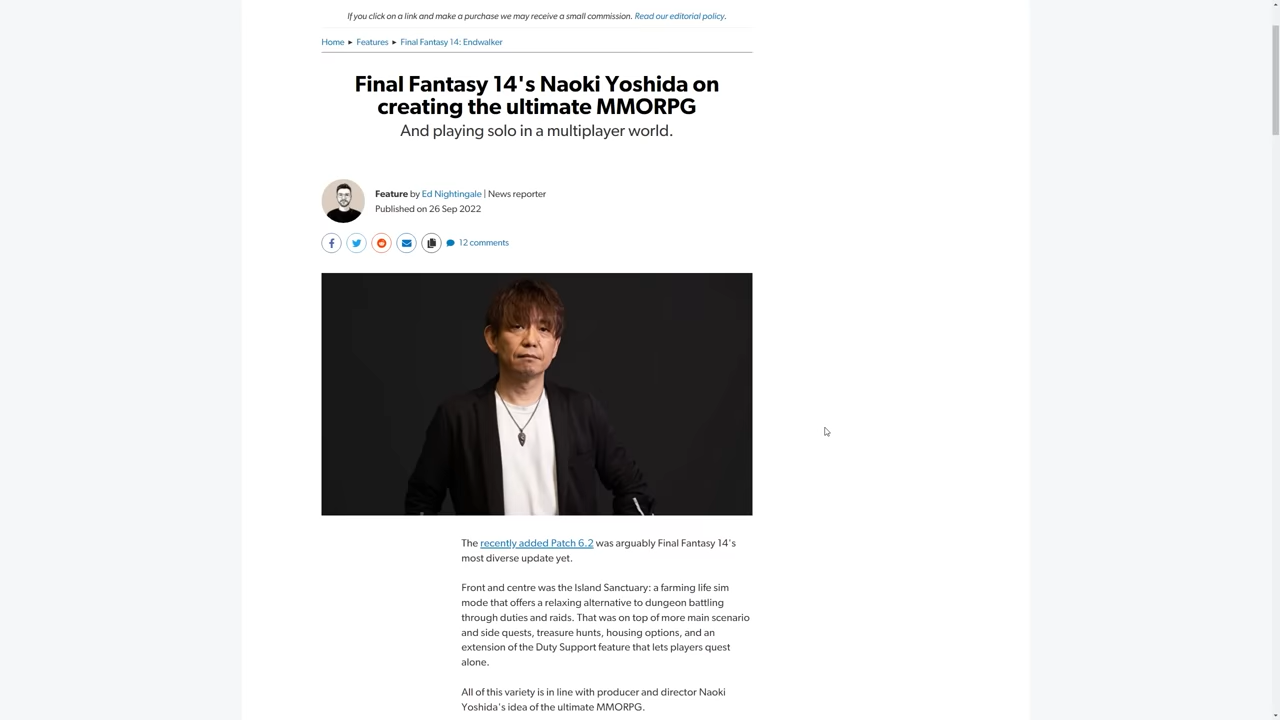 If you click on a link and make a purchase we may receive a small commission. Read our editorial policy.
Home ▸ Features ▸ Final Fantasy 14: Endwalker
Final Fantasy 14's Naoki Yoshida on
creating the ultimate MMORPG
And playing solo in a multiplayer world.
Feature by Ed Nightingale | News reporter
Published on 26 Sep 2022
12 comments
The recently added Patch 6.2 was arguably Final Fantasy 14's
most diverse update yet.
Front and centre was the Island Sanctuary: a farming life sim
mode that offers a relaxing alternative to dungeon battling
through duties and raids. That was on top of more main scenario
and side quests, treasure hunts, housing options, and an
extension of the Duty Support feature that lets players quest
alone.
All of this variety is in line with producer and director Naoki
Yoshida's idea of the ultimate MMORPG.